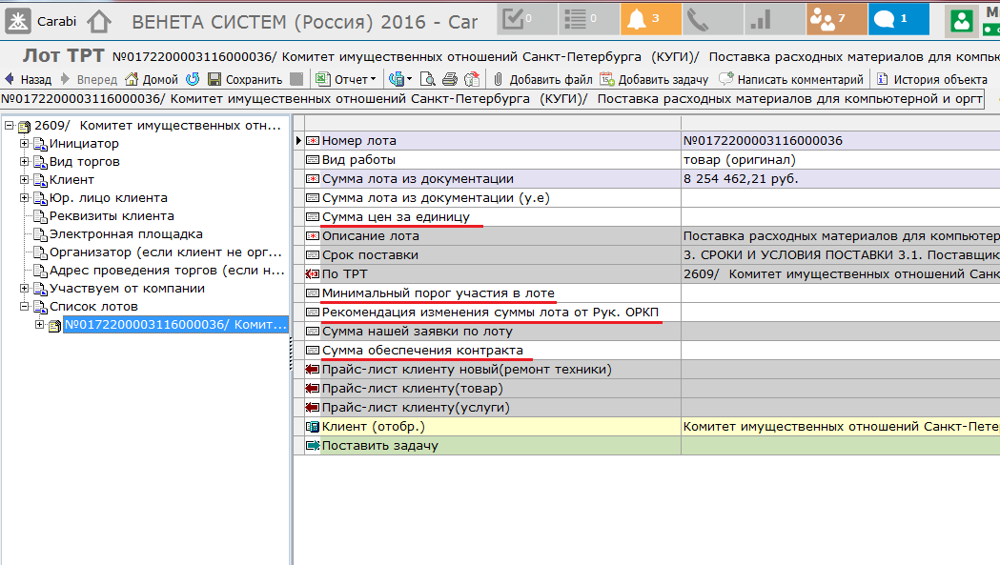 Carabi
ВЕНЕТА СИСТЕМ (Россия) 2016 - Car
0
0
3
7
1
М
Лот ТРТ №0172200003116000036/ Комитет имущественных отношений Санкт-Петербурга (КУГИ)/ Поставка расходных материалов для компью
Назад Вперед Домой Сохранить Отчет Добавить файл Добавить задачу Написать комментарий История объекта
№0172200003116000036/ Комитет имущественных отношений Санкт-Петербурга (КУГИ)/ Поставка расходных материалов для компьютерной и оргт
2609/ Комитет имущественных отн...
Инициатор
Вид торгов
Клиент
Юр. лицо клиента
Реквизиты клиента
Электронная площадка
Организатор (если клиент не орг...
Адрес проведения торгов (если н...
Участвуем от компании
Список лотов
№0172200003116000036/ Комит...
Номер лота №0172200003116000036
Вид работы товар (оригинал)
Сумма лота из документации 8 254 462,21 руб.
Сумма лота из документации (у.е)
Сумма цен за единицу
Описание лота Поставка расходных материалов для компьютер
Срок поставки 3. СРОКИ И УСЛОВИЯ ПОСТАВКИ 3.1. Поставщик
По ТРТ 2609/ Комитет имущественных отношений Санк
Минимальный порог участия в лоте
Рекомендация изменения суммы лота от Рук. ОРКП
Сумма нашей заявки по лоту
Сумма обеспечения контракта
Прайс-лист клиенту новый(ремонт техники)
Прайс-лист клиенту(товар)
Прайс-лист клиенту(услуги)
Клиент (отобр.) Комитет имущественных отношений Санкт-Пете
Поставить задачу